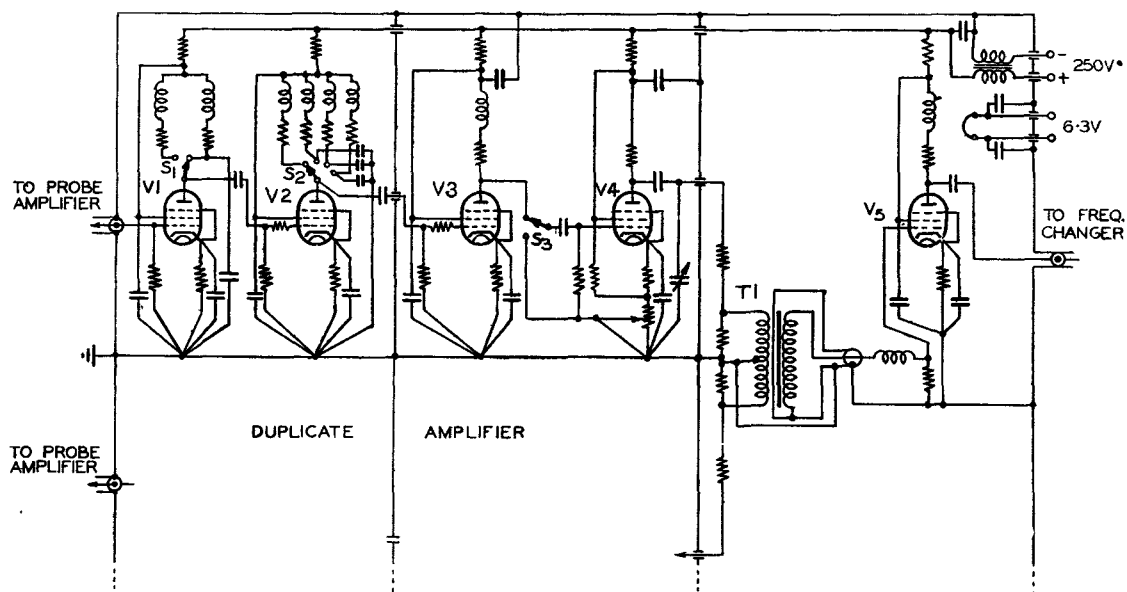 TO PROBE
AMPLIFIER
V1
S1
V2
S2
V3
S3
V4
T1
V5
- 250V.
+
6·3V
TO FREQ.
CHANGER
DUPLICATE AMPLIFIER
TO PROBE
AMPLIFIER